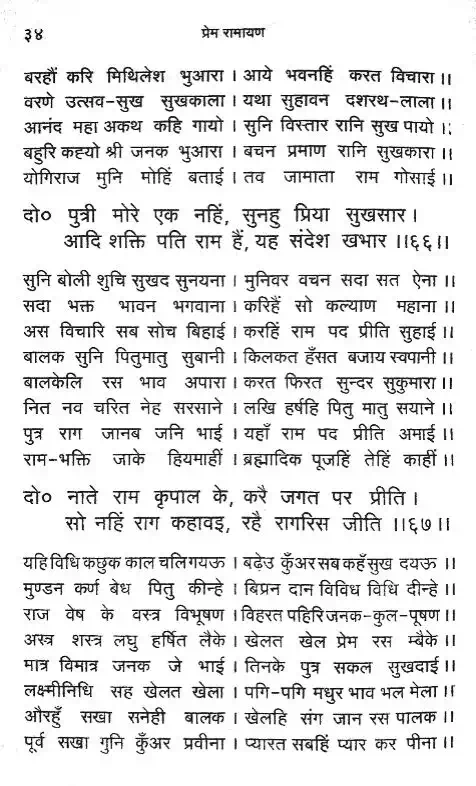 ३४
प्रेम रामायण
बरहौं करि मिथिलेश भुआरा । आये भवनहिं करत विचारा ।।
वरणे उत्सव-सुख सुखकाला । यथा सुहावन दशरथ-लाला ।।
आनंद महा अकथ कहि गायो । सुनि विस्तार रानि सुख पायो ।।
बहुरि कह्यो श्री जनक भुआरा । बचन प्रमाण रानि सुखकारा ।।
योगिराज मुनि मोहिं बताई । तव जामाता राम गोसाई ।।
दो० पुत्री मोरे एक नहिं, सुनहु प्रिया सुखसार ।
आदि शक्ति पति राम हैं, यह संदेश खभार ।।६६।।
सुनि बोली शुचि सुखद सुनयना । मुनिवर वचन सदा सत ऐना ।।
सदा भक्त भावन भगवाना । करिहैं सो कल्याण महाना ।।
अस विचारि सब सोच बिहाई । करहिं राम पद प्रीति सुहाई ।।
बालक सुनि पितुमातु सुबानी । किलकत हँसत बजाय स्वपानी ।।
बालकेलि रस भाव अपारा । करत फिरत सुन्दर सुकुमारा ।।
नित नव चरित नेह सरसाने । लखि हर्षहि पितु मातु सयाने ।।
पुत्र राग जानब जनि भाई । यहाँ राम पद प्रीति अमाई ।।
राम-भक्ति जाके हियमाहीं । ब्रह्मादिक पूजहिं तेहिं काहीं ।।
दो० नाते राम कृपाल के, करै जगत पर प्रीति ।
सो नहिं राग कहावइ, रहै रागरिस जीति ।।६७।।
यहि विधि कछुक काल चलि गयऊ । बढ़ेउ कुँअर सब कहँ सुख दयऊ ।।
मुण्डन कर्ण बेध पितु कीन्हे । बिप्रन दान विविध विधि दीन्हे ।।
राज वेष के वस्त्र विभूषण । विहरत पहिरि जनक-कुल-पूषण ।।
अस्त्र शस्त्र लघु हर्षित लैके । खेलत खेल प्रेम रस म्बैके ।।
मात्र विमात्र जनक जे भाई । तिनके पुत्र सकल सुखदाई ।।
लक्ष्मीनिधि सह खेलत खेला । पगि-पगि मधुर भाव भल मेला ।।
औरहुँ सखा सनेही बालक । खेलहि संग जान रस पालक ।।
पूर्व सखा गुनि कुँअर प्रवीना । प्यारत सबहिं प्यार कर पीना ।।